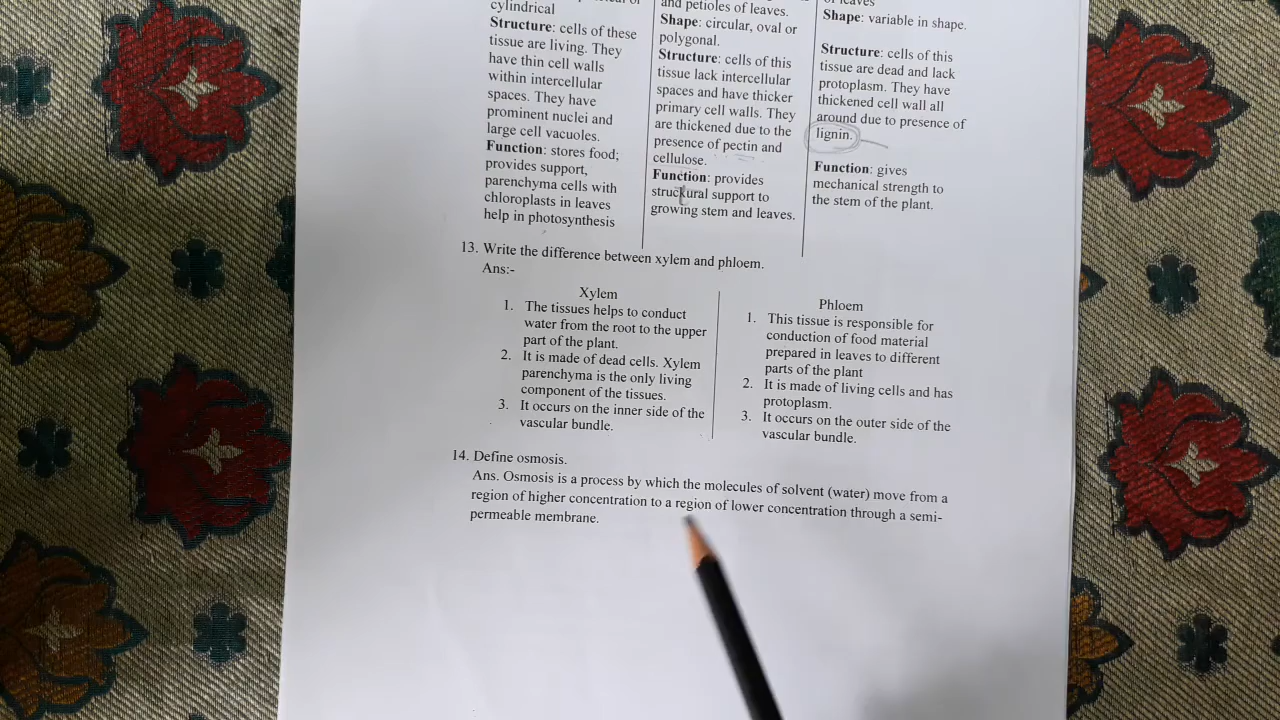 cylindrical
Structure: cells of these
tissue are living. They
have thin cell walls
within intercellular
spaces. They have
prominent nuclei and
large cell vacuoles.
Function: stores food;
provides support,
parenchyma cells with
chloroplasts in leaves
help in photosynthesis
and petioles of leaves.
Shape: circular, oval or
polygonal.
Structure: cells of this
tissue lack intercellular
spaces and have thicker
primary cell walls. They
are thickened due to the
presence of pectin and
cellulose.
Function: provides
structural support to
growing stem and leaves.
of leaves
Shape: variable in shape.
Structure: cells of this
tissue are dead and lack
protoplasm. They have
thickened cell wall all
around due to presence of
lignin.
Function: gives
mechanical strength to
the stem of the plant.
13. Write the difference between xylem and phloem.
Ans:-
Xylem
1. The tissues helps to conduct
water from the root to the upper
part of the plant.
2. It is made of dead cells. Xylem
parenchyma is the only living
component of the tissues.
3. It occurs on the inner side of the
vascular bundle.
Phloem
1. This tissue is responsible for
conduction of food material
prepared in leaves to different
parts of the plant
2. It is made of living cells and has
protoplasm.
3. It occurs on the outer side of the
vascular bundle.
14. Define osmosis.
Ans. Osmosis is a process by which the molecules of solvent (water) move from a
region of higher concentration to a region of lower concentration through a semi-
permeable membrane.